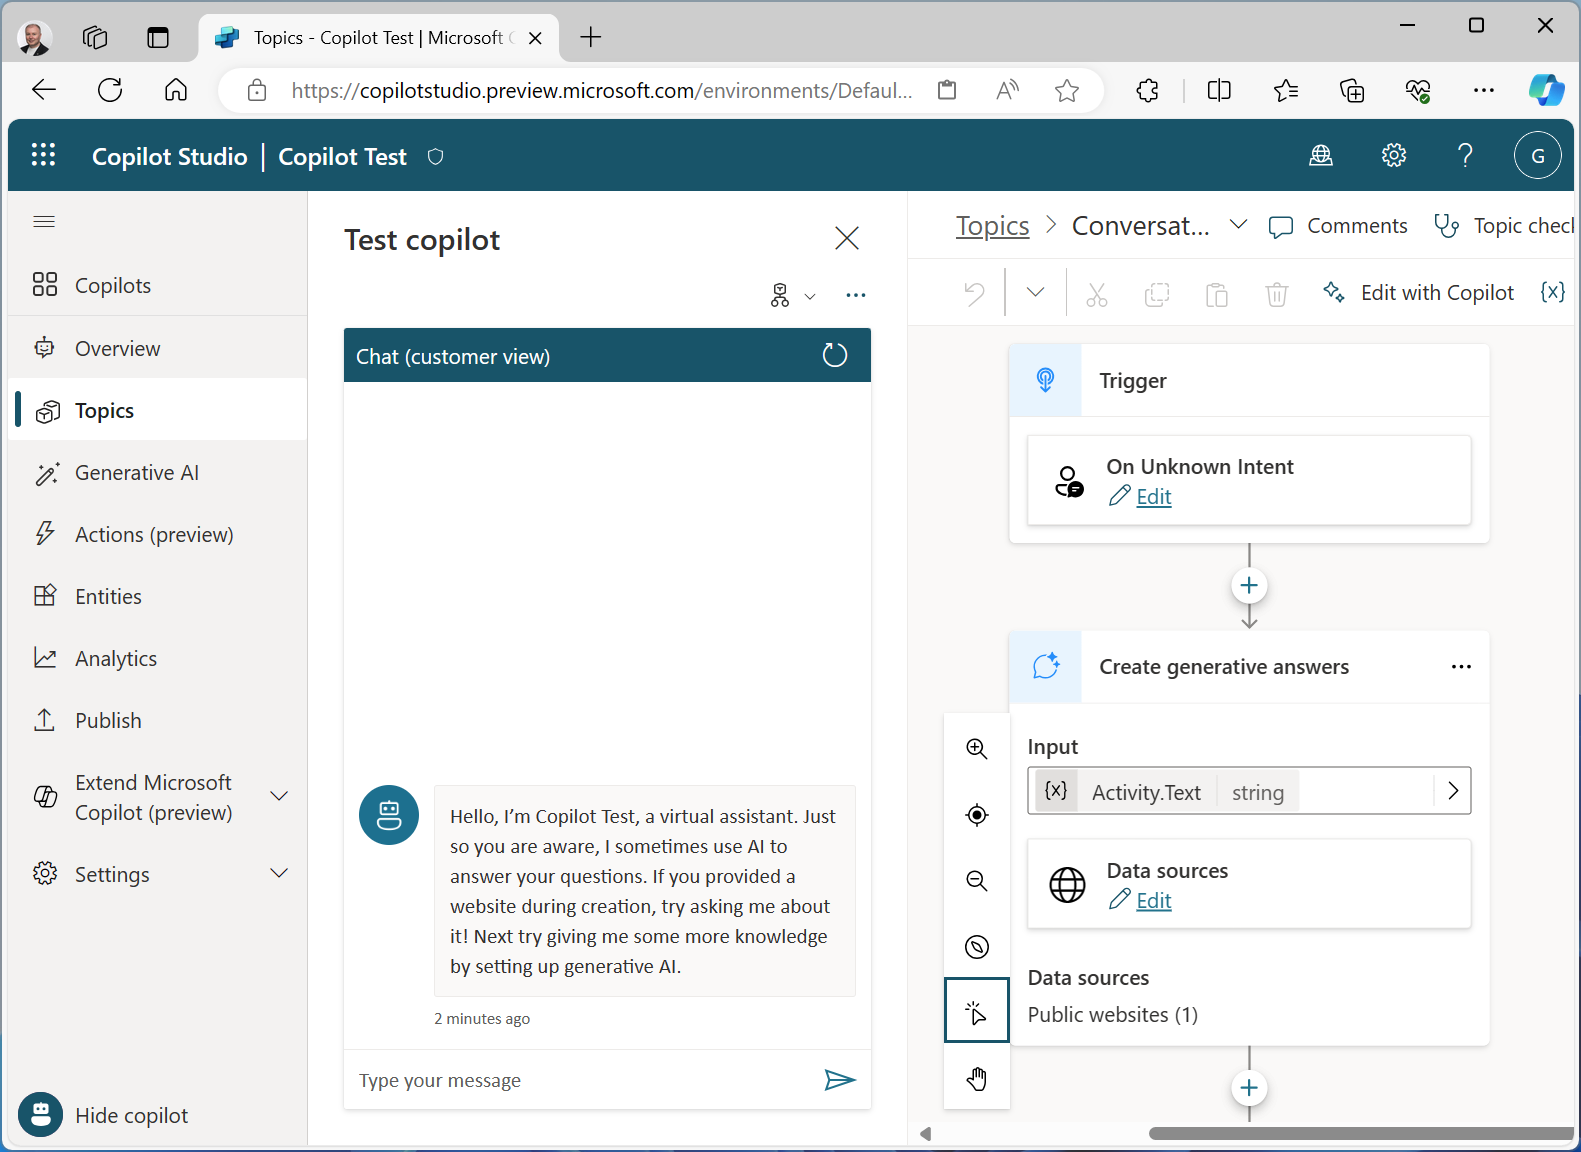 Topics - Copilot Test | Microsoft C
https://copilotstudio.preview.microsoft.com/environments/Defaul...
Copilot Studio | Copilot Test
G
Copilots
Overview
Topics
Generative AI
Actions (preview)
Entities
Analytics
Publish
Extend Microsoft
Copilot (preview)
Settings
Hide copilot
Test copilot
Chat (customer view)
Hello, I’m Copilot Test, a virtual assistant. Just
so you are aware, I sometimes use AI to
answer your questions. If you provided a
website during creation, try asking me about
it! Next try giving me some more knowledge
by setting up generative AI.
2 minutes ago
Type your message
Topics > Conversat...
Comments
Topic check
Edit with Copilot
{x}
Trigger
On Unknown Intent
Edit
Create generative answers
Input
{x} Activity.Text string
Data sources
Edit
Data sources
Public websites (1)